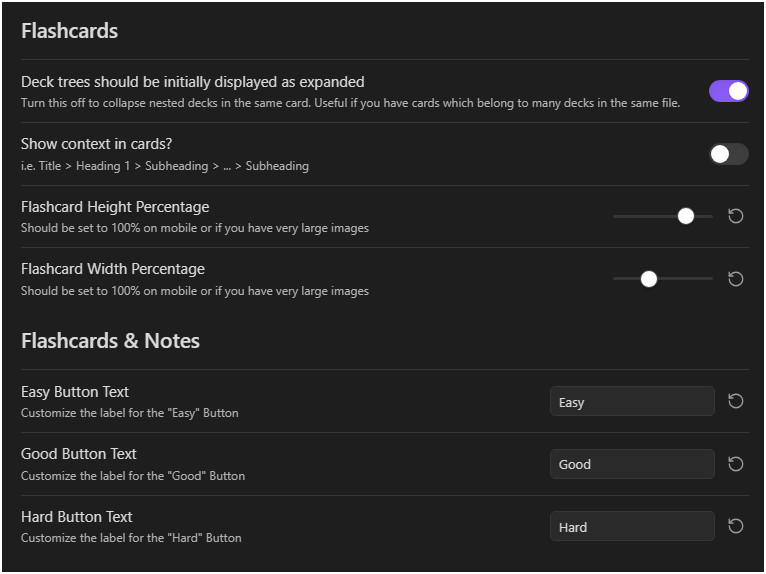 Flashcards
Deck trees should be initially displayed as expanded
Turn this off to collapse nested decks in the same card. Useful if you have cards which belong to many decks in the same file.
Show context in cards?
i.e. Title > Heading 1 > Subheading > ... > Subheading
Flashcard Height Percentage
Should be set to 100% on mobile or if you have very large images
Flashcard Width Percentage
Should be set to 100% on mobile or if you have very large images
Flashcards & Notes
Easy Button Text
Customize the label for the "Easy" Button
Easy
Good Button Text
Customize the label for the "Good" Button
Good
Hard Button Text
Customize the label for the "Hard" Button
Hard